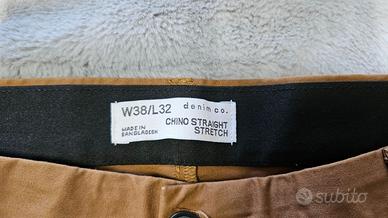 W38/L32 denim co.
MADE IN CHINO STRAIGHT
BANGLADESH STRETCH
subito